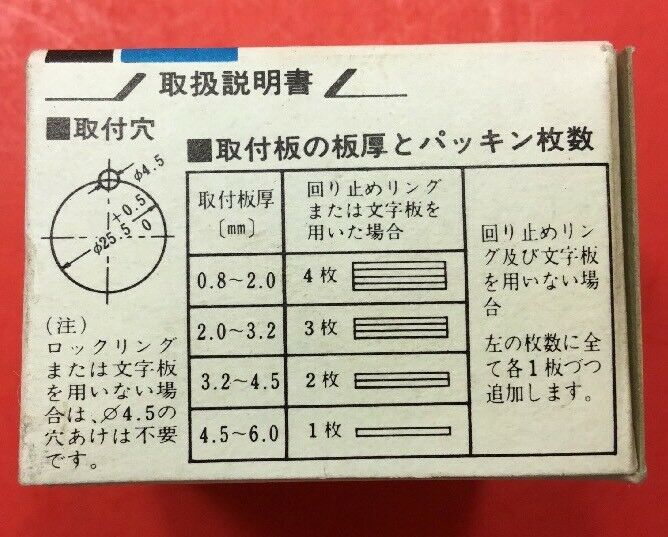 取扱説明書
■取付穴
φ4.5
φ25.5 +0.5 0
(注)
ロックリング
または文字板
を用いない場
合は、∅4.5の
穴あけは不要
です。
■取付板の板厚とパッキン枚数
取付板厚
〔mm〕
回り止めリング
または文字板を
用いた場合
0.8～2.0 4枚
2.0～3.2 3枚
3.2～4.5 2枚
4.5～6.0 1枚
回り止めリン
グ及び文字板
を用いない場
合
左の枚数に全
て各1板づつ
追加します。